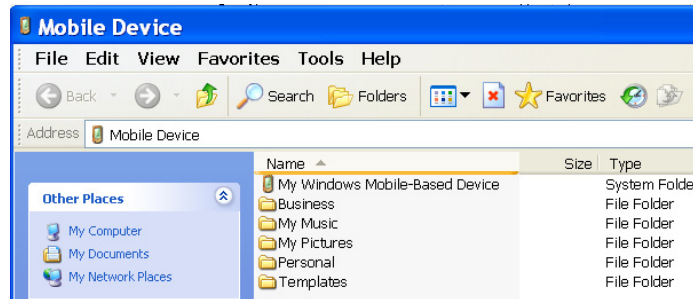 Mobile Device
File Edit View Favorites Tools Help
Back Search Folders Favorites
Address Mobile Device
Name Size Type
My Windows Mobile-Based Device System Folde
Business File Folder
My Music File Folder
My Pictures File Folder
Personal File Folder
Templates File Folder
Other Places
My Computer
My Documents
My Network Places